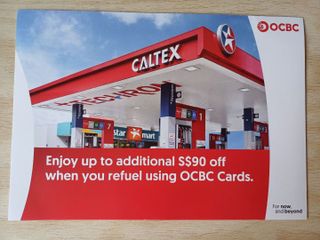 OCBC
CALTEX
TECHRON
star mart
Enjoy up to additional S$90 off
when you refuel using OCBC Cards.
For now,
and beyond